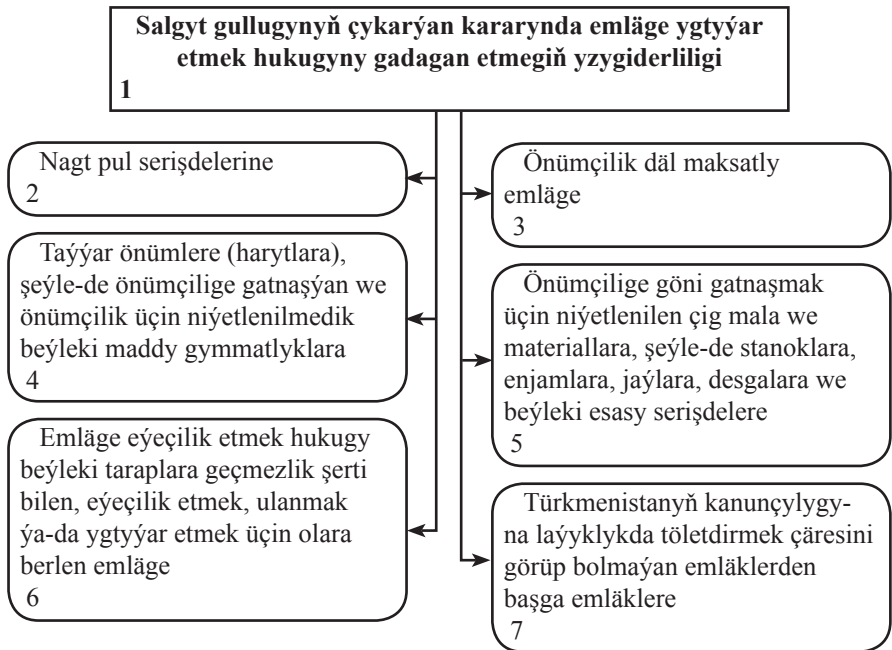 Salgyt gullugynyň çykarýan kararynda emläge ygtyýar
etmek hukugyny gadagan etmegiň yzygiderliligi
1
Nagt pul serişdelerine
2
Önümçilik däl maksatly
emläge
3
Taýýar önümlere (harytlara),
şeýle-de önümçilige gatnaşýan we
önümçilik üçin niýetlenilmedik
beýleki maddy gymmatlyklara
4
Önümçilige göni gatnaşmak
üçin niýetlenilen çig mala we
materiallara, şeýle-de stanoklara,
enjamlara, jaýlara, desgalara we
beýleki esasy serişdelere
5
Emläge eýeçilik etmek hukugy
beýleki taraplara geçmezlik şerti
bilen, eýeçilik etmek, ulanmak
ýa-da ygtyýar etmek üçin olara
berlen emläge
6
Türkmenistanyň kanunçylygy-
na laýyklykda töletdirmek çäresini
görüp bolmaýan emläklerden
başga emläklere
7